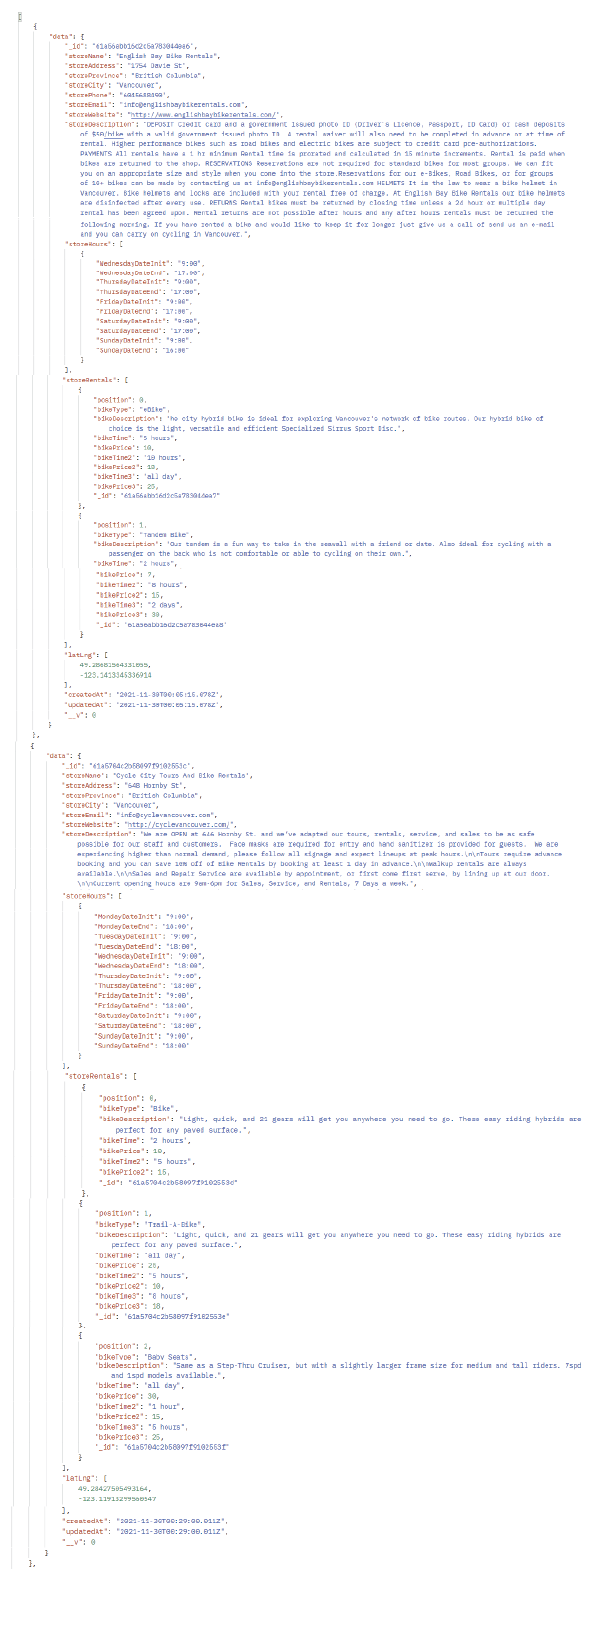 [
{
"data": {
"_id": "61a56abb16d2c5a783044ea6",
"storeName": "English Bay Bike Rentals",
"storeAddress": "1754 Davie St",
"storeProvince": "British Columbia",
"storeCity": "Vancouver",
"storePhone":
"storeEmail": "info@englishbaybikerentals.com",
"storeWebsite": "http://www.englishbaybikerentals.com/",
"storeDescription": "DEPOSIT Credit Card and a government issued photo ID (Driver's Licence, Passport, ID Card) or cash deposits
of $50/bike with a valid government issued photo ID. A rental waiver will also need to be completed in advance or at time of
rental. Higher performance bikes such as road bikes and electric bikes are subject to credit card pre-authorizations.
PAYMENTS All rentals have a 1 hr minimum Rental Time is prorated and calculated in 15 minute increments. Rental is paid when
bikes are returned to the shop. RESERVATIONS Reservations are not required for standard bikes for most groups. We can fit
you on an appropriate size and style when you come into the store.Reservations for our e-Bikes, Road Bikes, or for groups
of 10+ bikes can be made by contacting us at info@englishbaybikerentals.com HELMETS It is the law to wear a bike helmet in
Vancouver. Bike helmets and locks are included with your rental free of charge. At English Bay Bike Rentals our bike helmets
are disinfected after every use. RETURNS Rental bikes must be returned by closing time unless a 24 hour or multiple day
rental has been agreed upon. Rental returns are not possible after hours and any after hours rentals must be returned the
following morning. If you have rented a bike and would like to keep it for longer just give us a call of send us an e-mail
and you can carry on cycling in Vancouver.",
"storeHours": [
{
"WednesdayDateInit": "9:00",
"WednesdayDateEnd": "17:00",
"ThursdayDateInit": "9:00",
"ThursdayDateEnd": "17:00",
"FridayDateInit": "9:00",
"FridayDateEnd": "17:00",
"SaturdayDateInit": "9:00",
"SaturdayDateEnd": "17:00",
"SundayDateInit": "9:00",
"SundayDateEnd": "16:00"
}
],
"storeRentals": [
{
"position": 0,
"bikeType": "eBike",
"bikeDescription": "he city hybrid bike is ideal for exploring Vancouver's network of bike routes. Our hybrid bike of
choice is the light, versatile and efficient Specialized Sirrus Sport Disc.",
"bikeTime": "5 hours",
"bikePrice": 10,
"bikeTime2": "10 hours",
"bikePrice2": 18,
"bikeTime3": "all day",
"bikePrice3": 25,
"_id": "61a56abb16d2c5a783044ea7"
},
{
"position": 1,
"bikeType": "Tandem Bike",
"bikeDescription": "Our tandem is a fun way to take in the seawall with a friend or date. Also ideal for cycling with a
passenger on the back who is not comfortable or able to cycling on their own.",
"bikeTime": "2 hours",
"bikePrice": 7,
"bikeTime2": "8 hours",
"bikePrice2": 15,
"bikeTime3": "2 days",
"bikePrice3": 30,
"_id": "61a56abb16d2c5a783044ea8"
}
],
"latLng": [
49.28681564331055,
-123.1413345336914
],
"createdAt": "2021-11-30T00:05:15.078Z",
"updatedAt": "2021-11-30T00:05:15.078Z",
"__v": 0
}
},
{
"data": {
"_id": "61a5704c2b58097f9102553c",
"storeName": "Cycle City Tours And Bike Rentals",
"storeAddress": "648 Hornby St",
"storeProvince": "British Columbia",
"storeCity": "Vancouver",
"storeEmail": "info@cyclevancouver.com",
"storeWebsite": "http://cyclevancouver.com/",
"storeDescription": "We are OPEN at 648 Hornby St. and we've adapted our tours, rentals, service, and sales to be as safe
possible for our staff and customers.  Face masks are required for entry and hand sanitizer is provided for guests.  We are
experiencing higher than normal demand, please follow all signage and expect lineups at peak hours.\n\nTours require advance
booking and you can save 10% off of Bike Rentals by booking at least 1 day in advance.\n\nWalkup rentals are always
available.\n\nSales and Repair Service are available by appointment, or first come first serve, by lining up at our door.
\n\nCurrent opening hours are 9am-6pm for Sales, Service, and Rentals, 7 Days a week.",
"storeHours": [
{
"MondayDateInit": "9:00",
"MondayDateEnd": "18:00",
"TuesdayDateInit": "9:00",
"TuesdayDateEnd": "18:00",
"WednesdayDateInit": "9:00",
"WednesdayDateEnd": "18:00",
"ThursdayDateInit": "9:00",
"ThursdayDateEnd": "18:00",
"FridayDateInit": "9:00",
"FridayDateEnd": "18:00",
"SaturdayDateInit": "9:00",
"SaturdayDateEnd": "18:00",
"SundayDateInit": "9:00",
"SundayDateEnd": "18:00"
}
],
"storeRentals": [
{
"position": 0,
"bikeType": "Bike",
"bikeDescription": "Light, quick, and 21 gears will get you anywhere you need to go. These easy riding hybrids are
perfect for any paved surface.",
"bikeTime": "2 hours",
"bikePrice": 10,
"bikeTime2": "5 hours",
"bikePrice2": 15,
"_id": "61a5704c2b58097f9102553d"
},
{
"position": 1,
"bikeType": "Trail-A-Bike",
"bikeDescription": "Light, quick, and 21 gears will get you anywhere you need to go. These easy riding hybrids are
perfect for any paved surface.",
"bikeTime": "all day",
"bikePrice": 25,
"bikeTime2": "5 hours",
"bikePrice2": 10,
"bikeTime3": "8 hours",
"bikePrice3": 18,
"_id": "61a5704c2b58097f9102553e"
},
{
"position": 2,
"bikeType": "Baby Seats",
"bikeDescription": "Same as a Step-Thru Cruiser, but with a slightly larger frame size for medium and tall riders. 7spd
and 1spd models available.",
"bikeTime": "all day",
"bikePrice": 30,
"bikeTime2": "1 hour",
"bikePrice2": 15,
"bikeTime3": "5 hours",
"bikePrice3": 25,
"_id": "61a5704c2b58097f9102553f"
}
],
"latLng": [
49.28427505493164,
-123.11913299560547
],
"createdAt": "2021-11-30T00:29:00.011Z",
"updatedAt": "2021-11-30T00:29:00.011Z",
"__v": 0
}
},